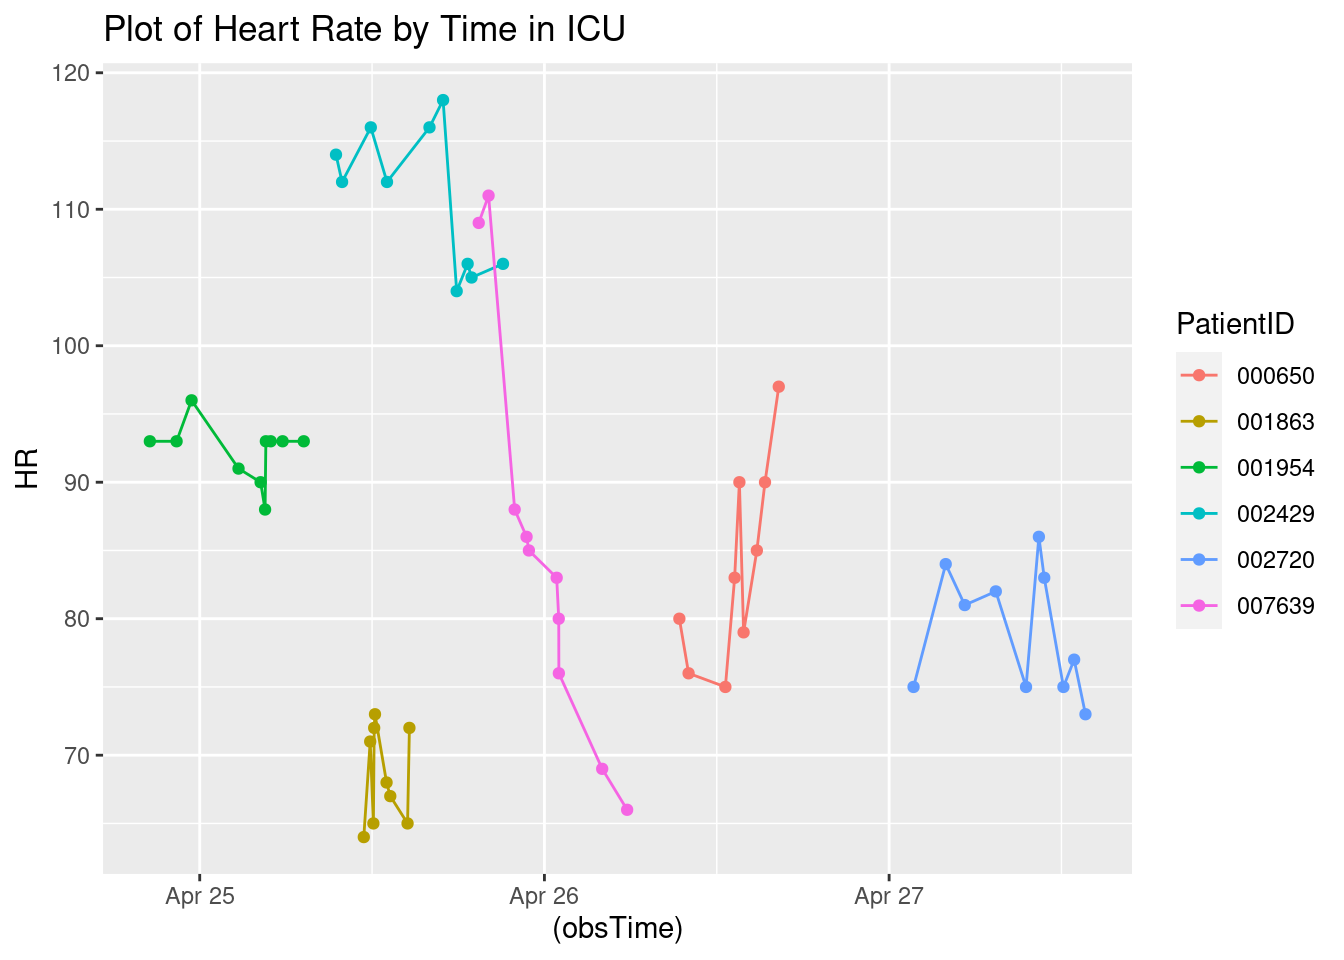 Plot of Heart Rate by Time in ICU
120
110
100
90
80
70
HR
Apr 25
Apr 26
Apr 27
(obsTime)
PatientID
000650
001863
001954
002429
002720
007639